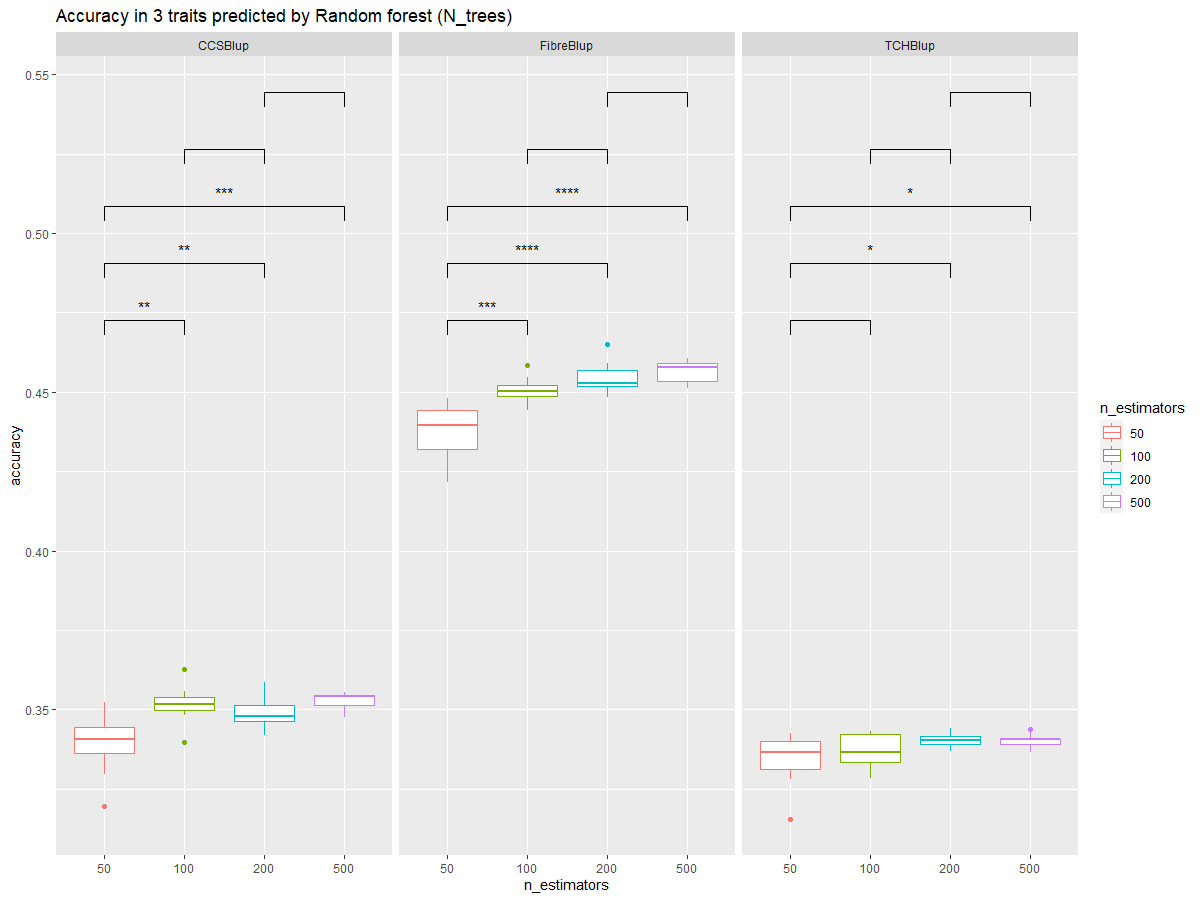 Accuracy in 3 traits predicted by Random forest (N_trees)
CCSBlup FibreBlup TCHBlup
0.55
0.50
0.45
0.40
0.35
accuracy
*** **** *
** **** *
** ***
50 100 200 500 50 100 200 500 50 100 200 500
n_estimators
n_estimators
50
100
200
500